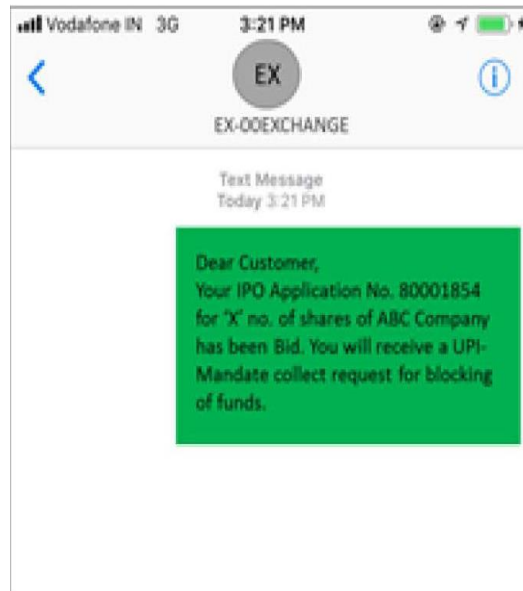 Vodafone IN 3G 3:21 PM
EX
EX-00EXCHANGE
Text Message
Today 3:21 PM
Dear Customer,
Your IPO Application No. 80001854
for 'X' no. of shares of ABC Company
has been Bid. You will receive a UPI-
Mandate collect request for blocking
of funds.